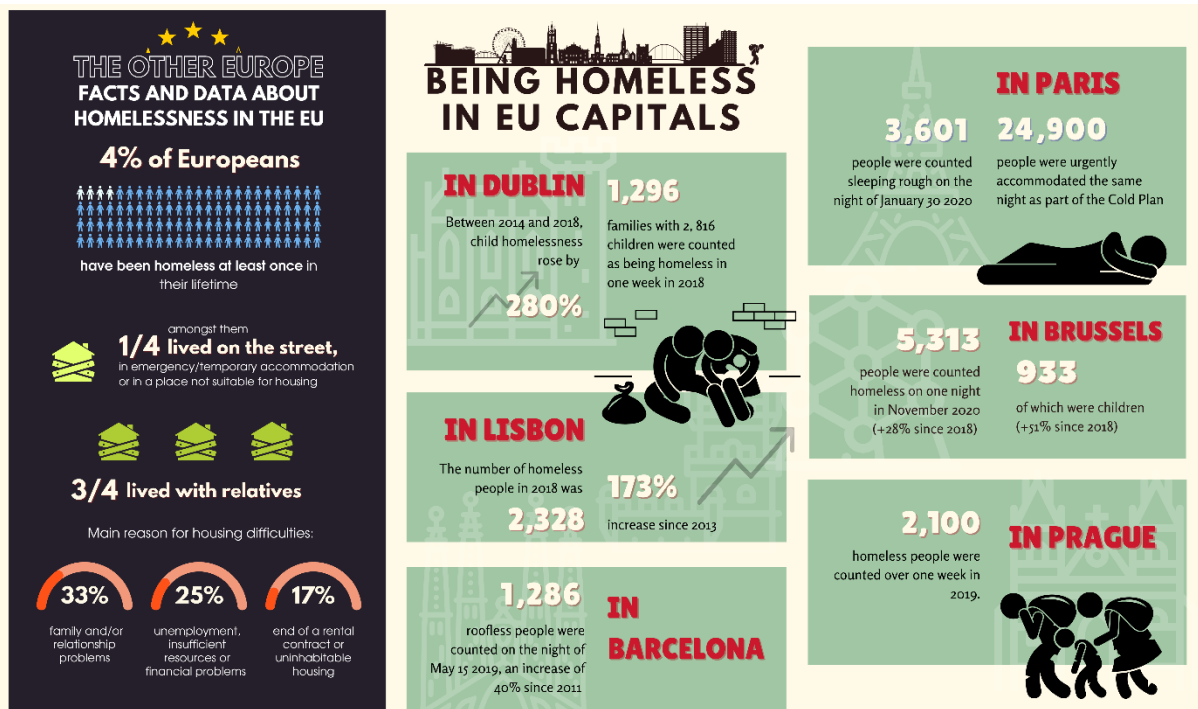 THE OTHER EUROPE
FACTS AND DATA ABOUT
HOMELESSNESS IN THE EU
4% of Europeans
have been homeless at least once in
their lifetime
amongst them
1/4 lived on the street,
in emergency/temporary accommodation
or in a place not suitable for housing
3/4 lived with relatives
Main reason for housing difficulties:
33%
family and/or
relationship
problems
25%
unemployment,
insufficient
resources or
financial problems
17%
end of a rental
contract or
uninhabitable
housing
BEING HOMELESS
IN EU CAPITALS
IN DUBLIN
Between 2014 and 2018,
child homelessness
rose by
280%
1,296
families with 2, 816
children were counted
as being homeless in
one week in 2018
IN LISBON
The number of homeless
people in 2018 was
2,328
173%
increase since 2013
1,286
roofless people were
counted on the night of
May 15 2019, an increase of
40% since 2011
IN
BARCELONA
IN PARIS
3,601
people were counted
sleeping rough on the
night of January 30 2020
24,900
people were urgently
accommodated the same
night as part of the Cold Plan
5,313
people were counted
homeless on one night
in November 2020
(+28% since 2018)
IN BRUSSELS
933
of which were children
(+51% since 2018)
2,100
homeless people were
counted over one week in
2019.
IN PRAGUE